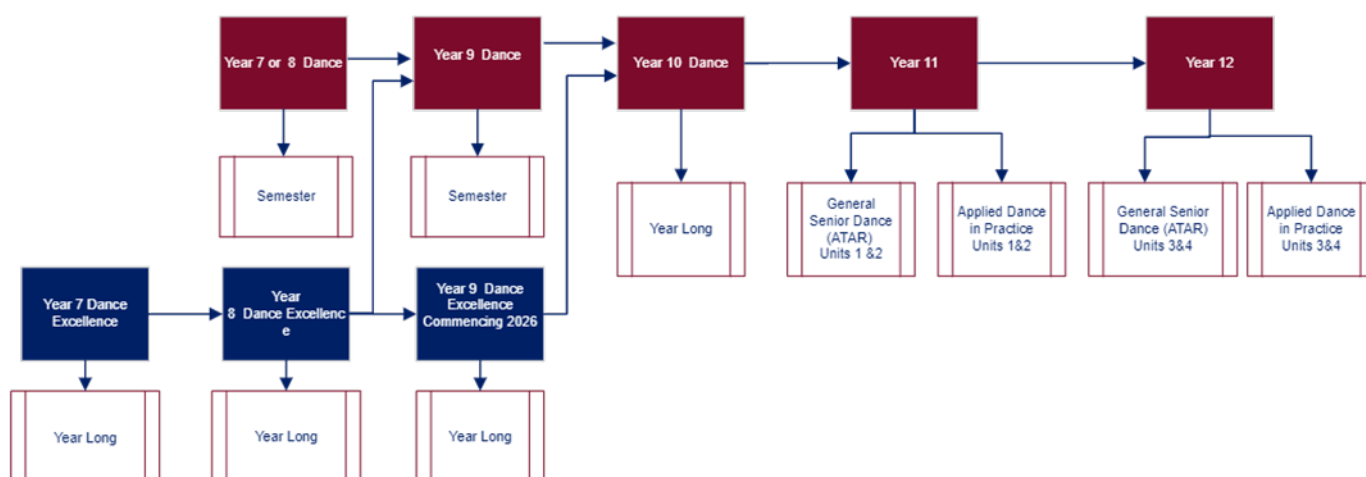 Year 7 or 8 Dance
Year 9 Dance
Year 10 Dance
Year 11
Year 12
Semester
Semester
Year Long
General
Senior Dance
(ATAR)
Units 1 &2
Applied Dance
in Practice
Units 1&2
General Senior
Dance (ATAR)
Units 3&4
Applied Dance
in Practice
Units 3&4
Year 7 Dance
Excellence
Year
8 Dance Excellenc
e
Year 9 Dance
Excellence
Commencing 2026
Year Long
Year Long
Year Long